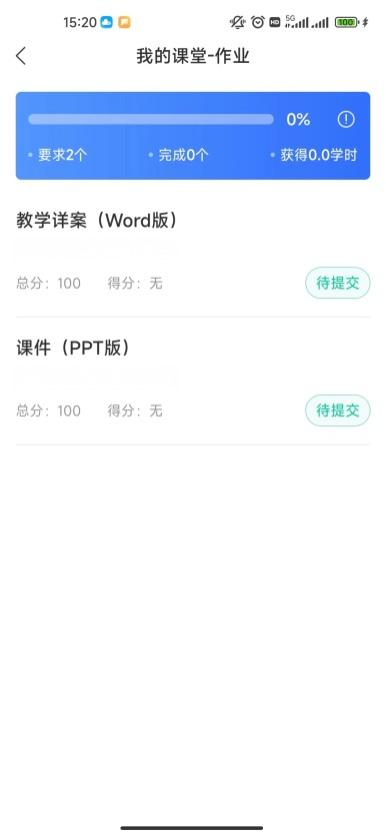 15:20 HD 5G 100
我的课堂-作业
0%
• 要求2个 • 完成0个 • 获得0.0学时
教学详案（Word版）
总分：100 得分：无 待提交
课件（PPT版）
总分：100 得分：无 待提交